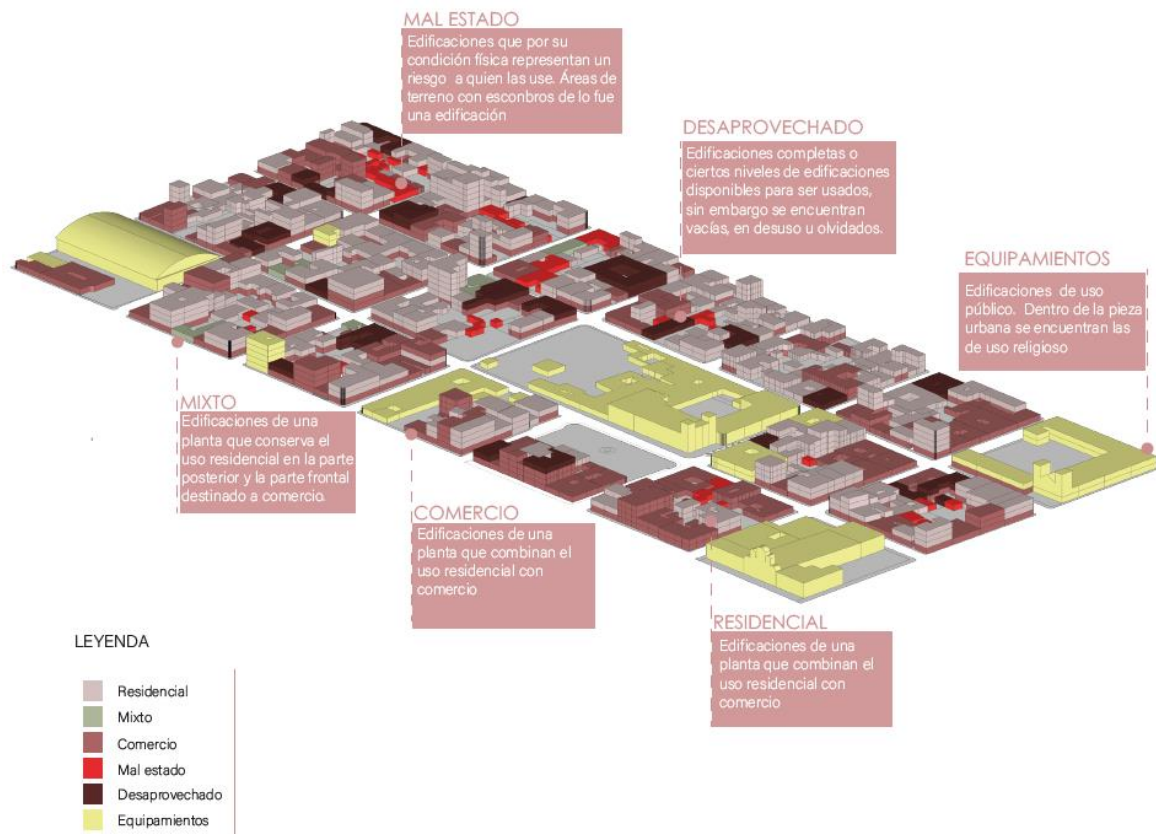 MAL ESTADO
Edificaciones que por su
condición física representan un
riesgo a quien las use. Áreas de
terreno con esconbros de lo fue
una edificación
DESAPROVECHADO
Edificaciones completas o
ciertos niveles de edificaciones
disponibles para ser usados,
sin embargo se encuentran
vacías, en desuso u olvidados.
EQUIPAMIENTOS
Edificaciones de uso
público. Dentro de la pieza
urbana se encuentran las
de uso religioso
MIXTO
Edificaciones de una
planta que conserva el
uso residencial en la parte
posterior y la parte frontal
destinado a comercio.
COMERCIO
Edificaciones de una
planta que combinan el
uso residencial con
comercio
RESIDENCIAL
Edificaciones de una
planta que combinan el
uso residencial con
comercio
LEYENDA
Residencial
Mixto
Comercio
Mal estado
Desaprovechado
Equipamientos